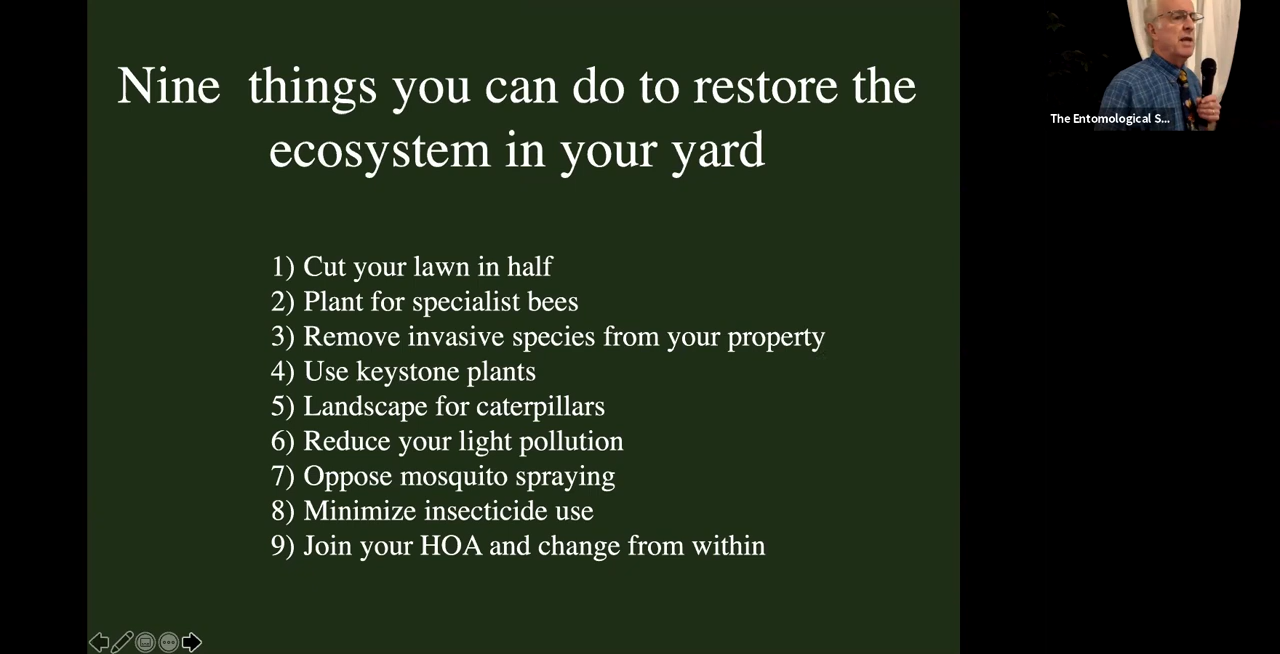 Nine things you can do to restore the
ecosystem in your yard
1) Cut your lawn in half
2) Plant for specialist bees
3) Remove invasive species from your property
4) Use keystone plants
5) Landscape for caterpillars
6) Reduce your light pollution
7) Oppose mosquito spraying
8) Minimize insecticide use
9) Join your HOA and change from within
The Entomological S...